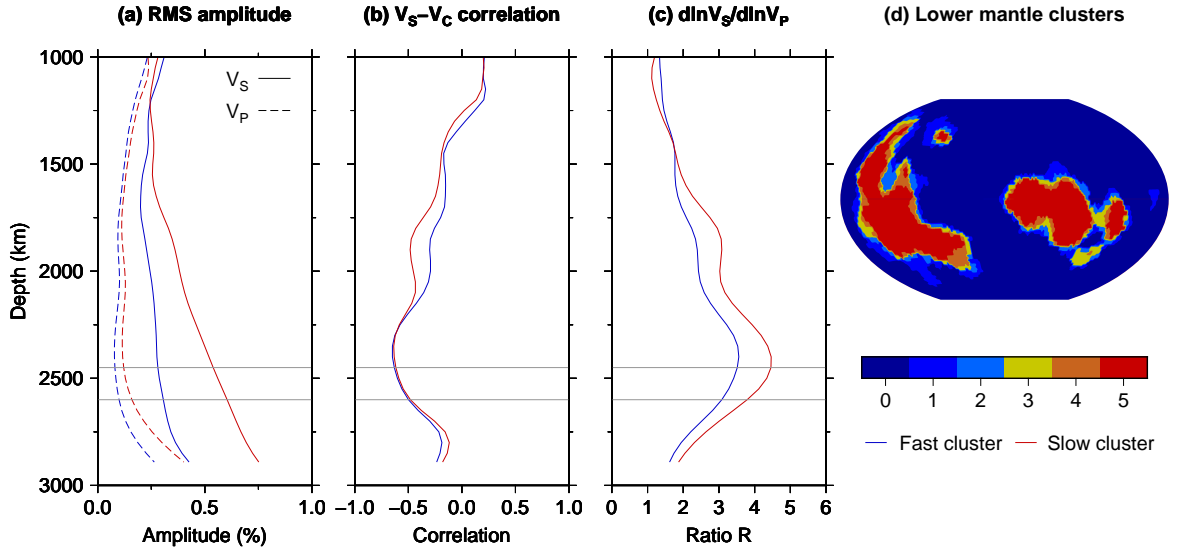 (a) RMS amplitude
(b) VS–VC correlation
(c) dlnVS/dlnVP
(d) Lower mantle clusters
1000
1500
2000
2500
3000
Depth (km)
VS
VP
0.0 0.5 1.0
Amplitude (%)
−1.0 −0.5 0.0 0.5 1.0
Correlation
0 1 2 3 4 5 6
Ratio R
0 1 2 3 4 5
Fast cluster Slow cluster